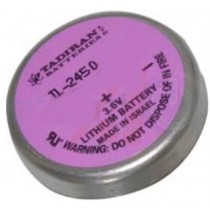 TADIRAN
BATTERIES
TL-2450
+ -
3.6V
LITHIUM BATTERY
MADE IN ISRAEL
WARNING: DO NOT DISPOSE OF IN FIRE